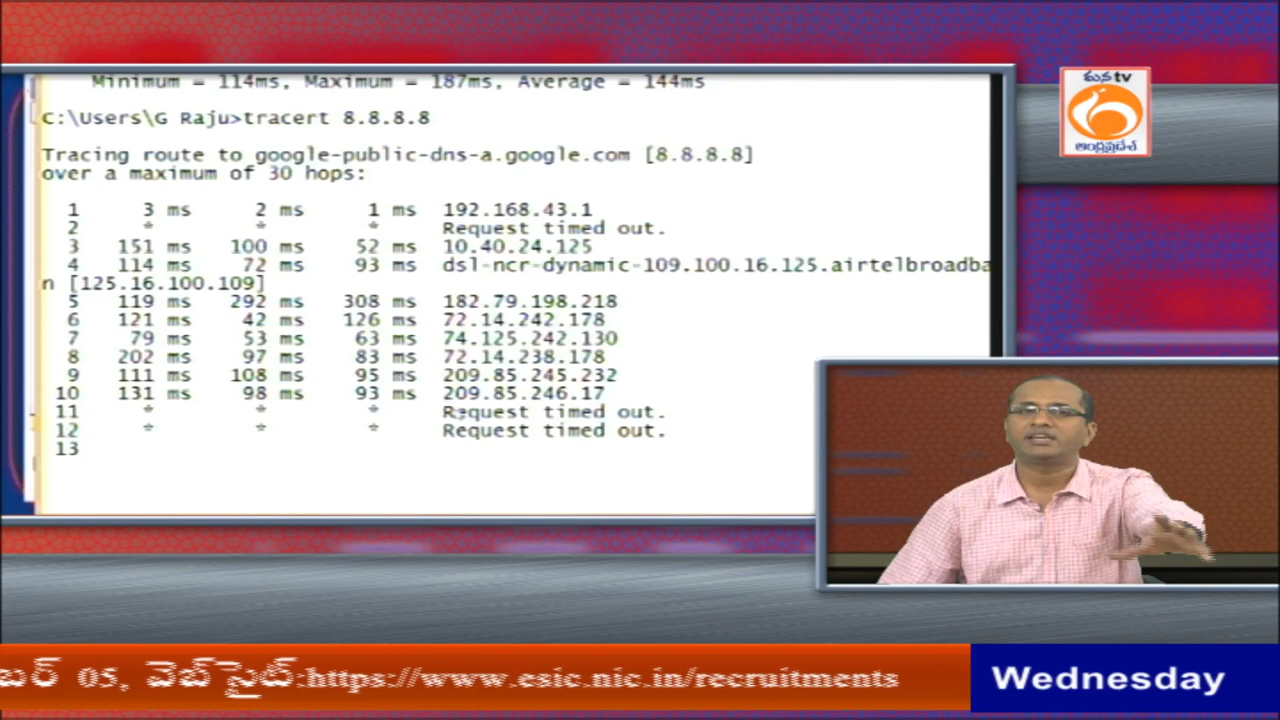 Minimum = 114ms, Maximum = 187ms, Average = 144ms
C:\Users\G Raju>tracert 8.8.8.8
Tracing route to google-public-dns-a.google.com [8.8.8.8]
over a maximum of 30 hops:
1 3 ms 2 ms 1 ms 192.168.43.1
2 * * * Request timed out.
3 151 ms 100 ms 52 ms 10.40.24.125
4 114 ms 72 ms 93 ms dsl-ncr-dynamic-109.100.16.125.airtelbroadba
n [125.16.100.109]
5 119 ms 292 ms 308 ms 182.79.198.218
6 121 ms 42 ms 126 ms 72.14.242.178
7 79 ms 53 ms 63 ms 74.125.242.130
8 202 ms 97 ms 83 ms 72.14.238.178
9 111 ms 108 ms 95 ms 209.85.245.232
10 131 ms 98 ms 93 ms 209.85.246.17
11 * * * Request timed out.
12 * * * Request timed out.
13
మన tv
ఆంధ్రప్రదేశ్
బర్ 05, వెబ్‌సైట్:https://www.esic.nic.in/recruitments
Wednesday